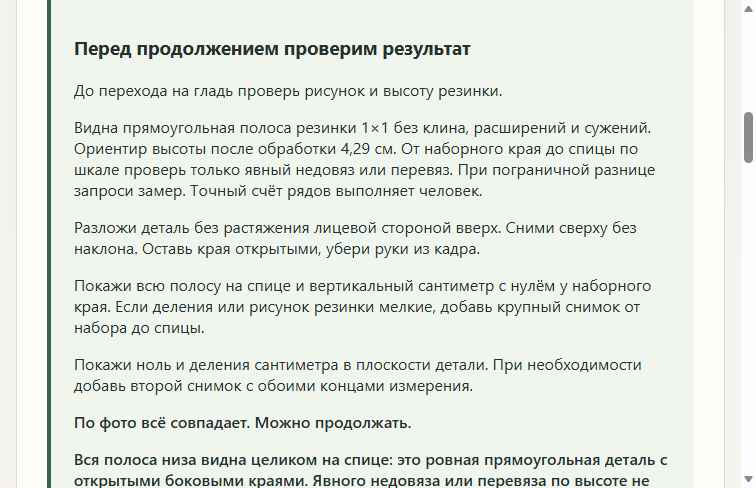 Перед продолжением проверим результат
До перехода на гладь проверь рисунок и высоту резинки.
Видна прямоугольная полоса резинки 1×1 без клина, расширений и сужений.
Ориентир высоты после обработки 4,29 см. От наборного края до спицы по
шкале проверь только явный недовяз или перевяз. При пограничной разнице
запроси замер. Точный счёт рядов выполняет человек.
Разложи деталь без растяжения лицевой стороной вверх. Сними сверху без
наклона. Оставь края открытыми, убери руки из кадра.
Покажи всю полосу на спице и вертикальный сантиметр с нулём у наборного
края. Если деления или рисунок резинки мелкие, добавь крупный снимок от
набора до спицы.
Покажи ноль и деления сантиметра в плоскости детали. При необходимости
добавь второй снимок с обоими концами измерения.
По фото всё совпадает. Можно продолжать.
Вся полоса низа видна целиком на спице: это ровная прямоугольная деталь с
открытыми боковыми краями. Явного недовяза или перевяза по высоте не